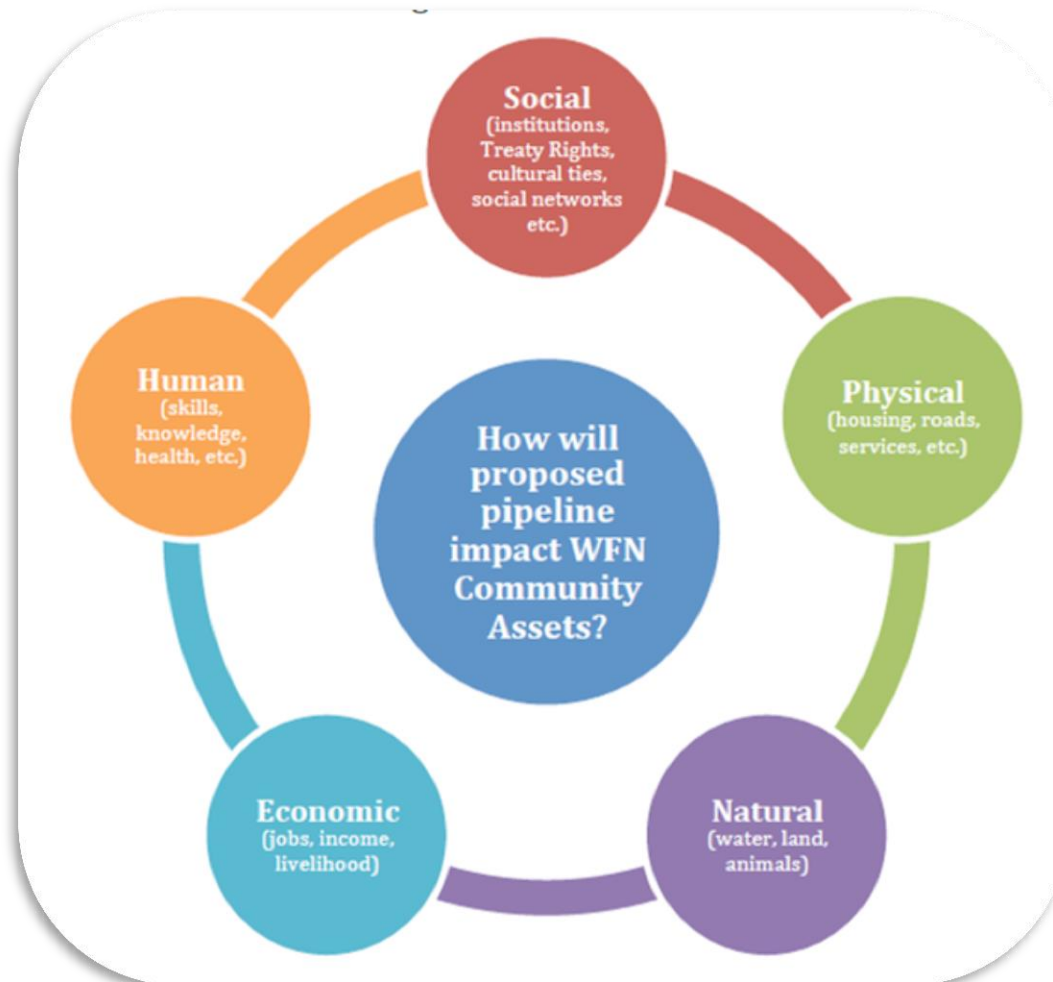 Social
(institutions,
Treaty Rights,
cultural ties,
social networks
etc.)
Physical
(housing, roads,
services, etc.)
Natural
(water, land,
animals)
Economic
(jobs, income,
livelihood)
Human
(skills,
knowledge,
health, etc.)
How will
proposed
pipeline
impact WFN
Community
Assets?